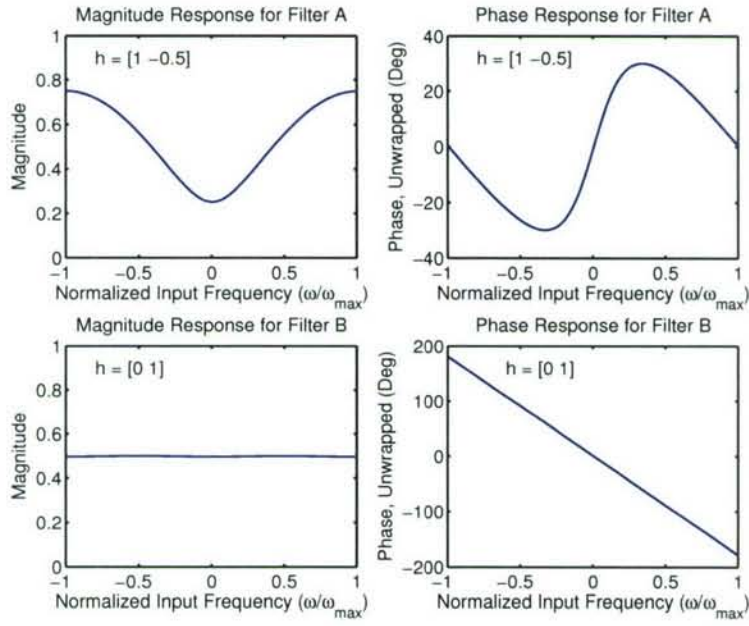 Magnitude Response for Filter A
h = [1 −0.5]
Magnitude
1
0.8
0.6
0.4
0.2
0
−1
−0.5
0
0.5
1
Normalized Input Frequency (ω/ω_max)
Phase Response for Filter A
h = [1 −0.5]
Phase, Unwrapped (Deg)
40
20
0
−20
−40
−1
−0.5
0
0.5
1
Normalized Input Frequency (ω/ω_max)
Magnitude Response for Filter B
h = [0 1]
Magnitude
1
0.8
0.6
0.4
0.2
0
−1
−0.5
0
0.5
1
Normalized Input Frequency (ω/ω_max)
Phase Response for Filter B
h = [0 1]
Phase, Unwrapped (Deg)
200
100
0
−100
−200
−1
−0.5
0
0.5
1
Normalized Input Frequency (ω/ω_max)